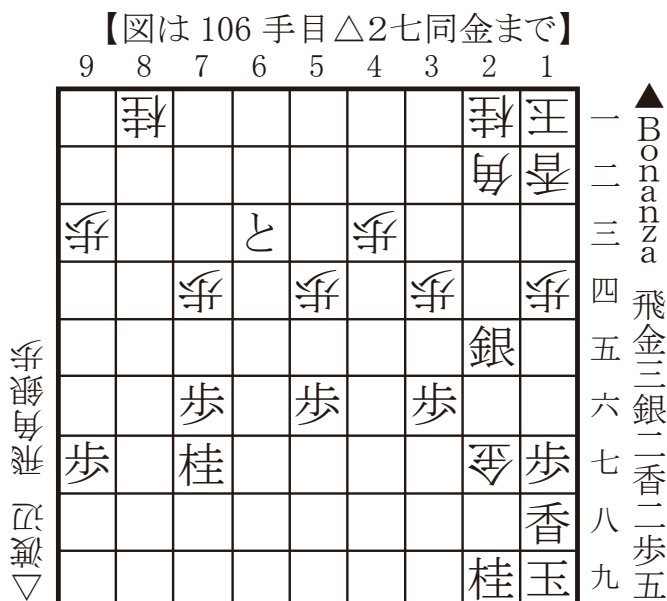 【図は 106 手目△2七同金まで】
9 8 7 6 5 4 3 2 1
桂 桂 王 一
角 香 二
歩 と 歩 三
歩 歩 歩 歩 四
銀 五
歩 歩 歩 六
歩 桂 金 歩 七
香 八
桂 玉 九
▲Bonanza 飛金三銀二香二歩五
△渡辺 飛角銀歩